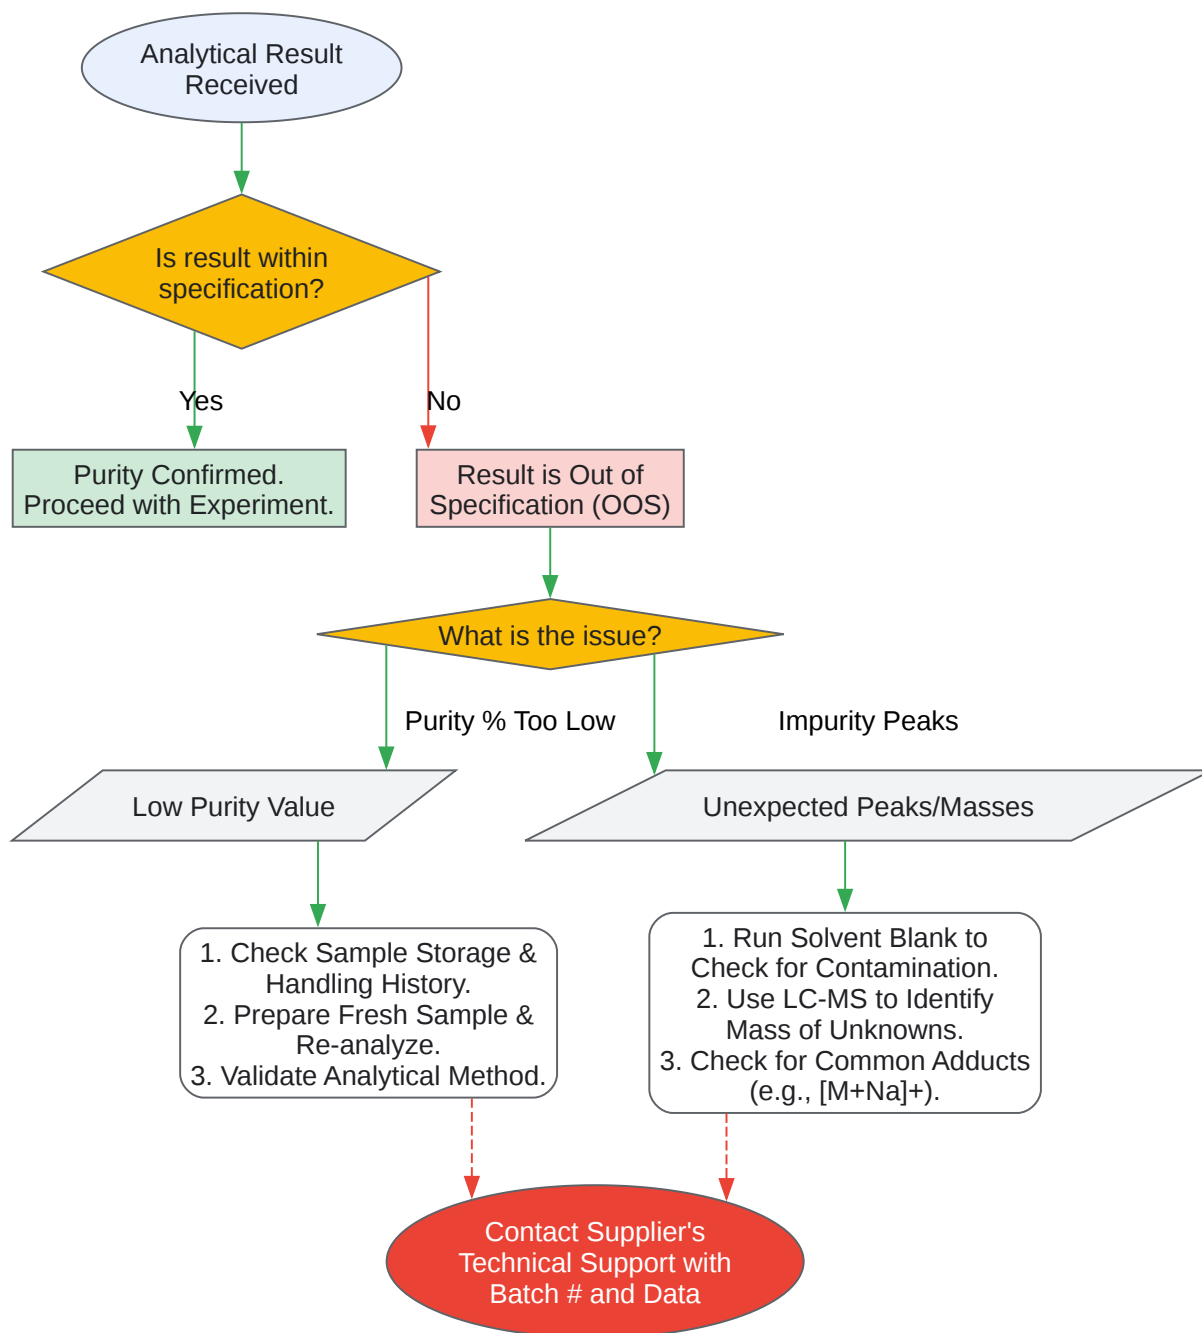 Analytical Result
Received
Is result within
specification?
Yes
No
Purity Confirmed.
Proceed with Experiment.
Result is Out of
Specification (OOS)
What is the issue?
Purity % Too Low
Impurity Peaks
Low Purity Value
Unexpected Peaks/Masses
1. Check Sample Storage &
Handling History.
2. Prepare Fresh Sample &
Re-analyze.
3. Validate Analytical Method.
1. Run Solvent Blank to
Check for Contamination.
2. Use LC-MS to Identify
Mass of Unknowns.
3. Check for Common Adducts
(e.g., [M+Na]+).
Contact Supplier's
Technical Support with
Batch # and Data